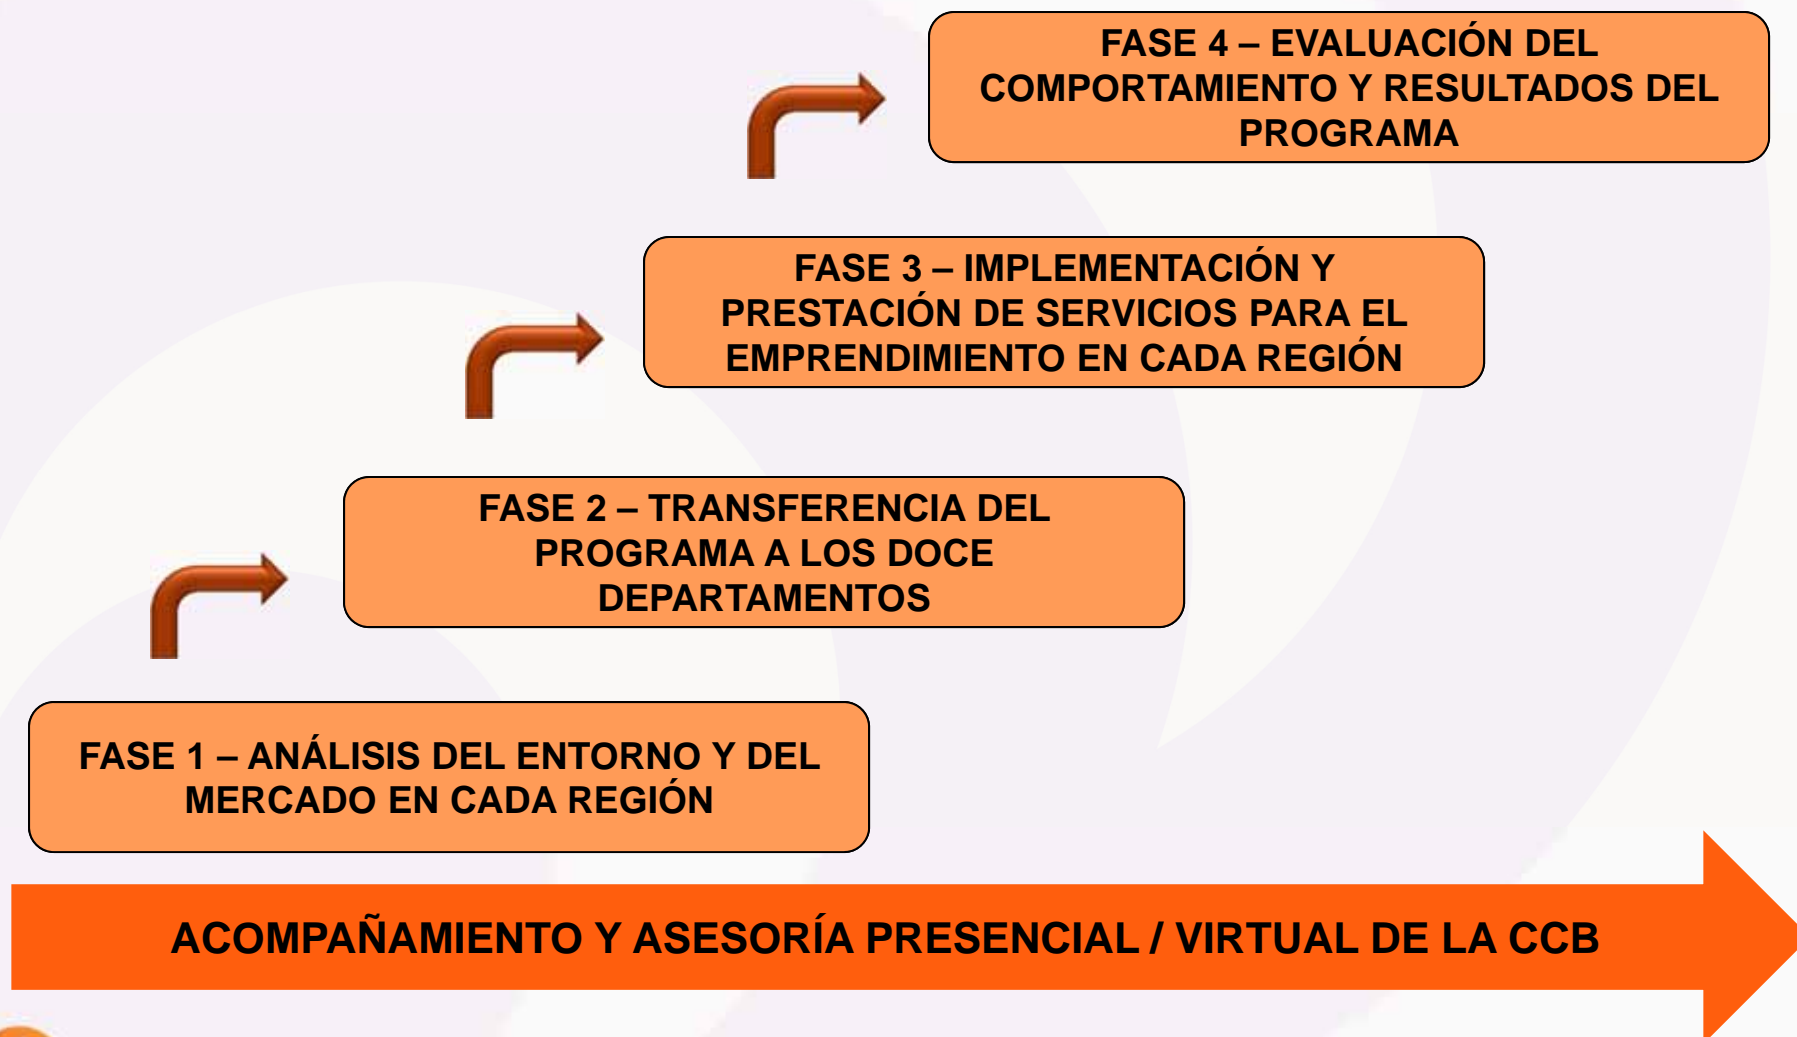 FASE 4 – EVALUACIÓN DEL
COMPORTAMIENTO Y RESULTADOS DEL
PROGRAMA
FASE 3 – IMPLEMENTACIÓN Y
PRESTACIÓN DE SERVICIOS PARA EL
EMPRENDIMIENTO EN CADA REGIÓN
FASE 2 – TRANSFERENCIA DEL
PROGRAMA A LOS DOCE
DEPARTAMENTOS
FASE 1 – ANÁLISIS DEL ENTORNO Y DEL
MERCADO EN CADA REGIÓN
ACOMPAÑAMIENTO Y ASESORÍA PRESENCIAL / VIRTUAL DE LA CCB